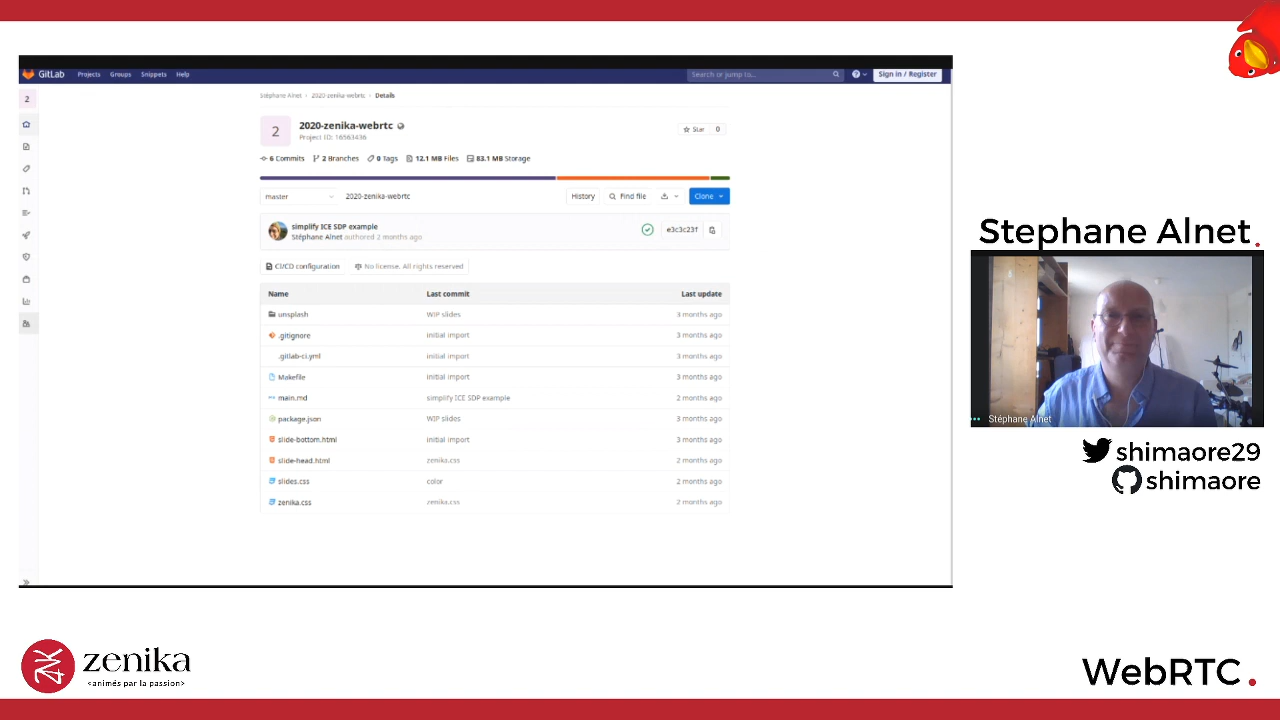 GitLab Projects Groups Snippets Help Search or jump to... Sign in / Register
Stéphane Alnet › 2020-zenika-webrtc › Details
2
2
2020-zenika-webrtc
Project ID: 16563436
Star 0
6 Commits 2 Branches 0 Tags 12.1 MB Files 83.1 MB Storage
master 2020-zenika-webrtc History Find file Clone
simplify ICE SDP example
Stéphane Alnet authored 2 months ago
e3c3c23f
CI/CD configuration No license. All rights reserved
Name Last commit Last update
unsplash WIP slides 3 months ago
.gitignore initial import 3 months ago
.gitlab-ci.yml initial import 3 months ago
Makefile initial import 3 months ago
main.md simplify ICE SDP example 2 months ago
package.json WIP slides 3 months ago
slide-bottom.html initial import 3 months ago
slide-head.html zenika.css 2 months ago
slides.css color 2 months ago
zenika.css zenika.css 2 months ago
Stephane Alnet.
Stéphane Alnet
shimaore29
shimaore
zenika
<animés par la passion>
WebRTC.